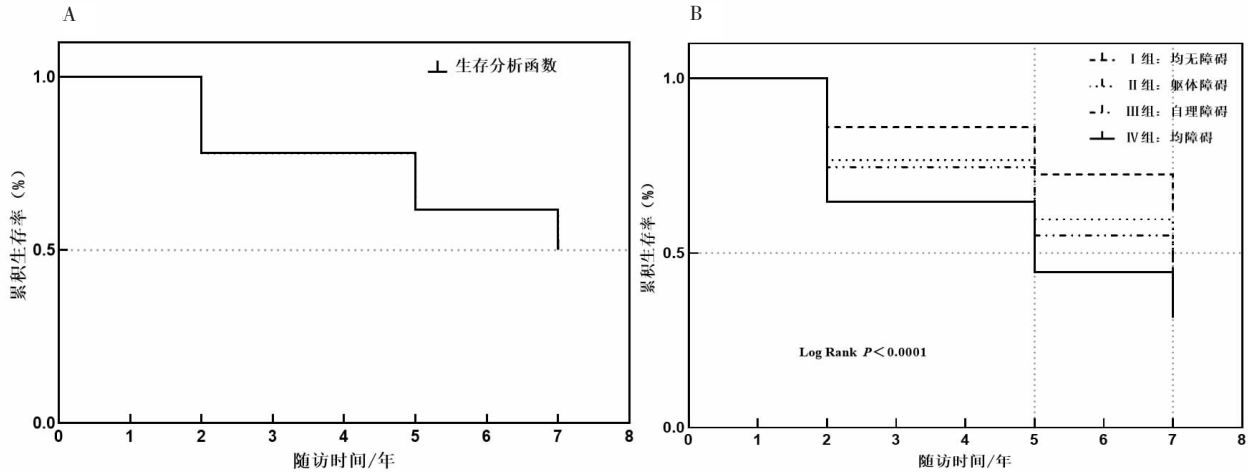 A
生存分析函数
1.0
0.5
0.0
累积生存率（%）
0 1 2 3 4 5 6 7 8
随访时间/年
B
Ⅰ组：均无障碍
Ⅱ组：躯体障碍
Ⅲ组：自理障碍
Ⅳ组：均障碍
1.0
0.5
0.0
累积生存率（%）
Log Rank P＜0.0001
0 1 2 3 4 5 6 7 8
随访时间/年